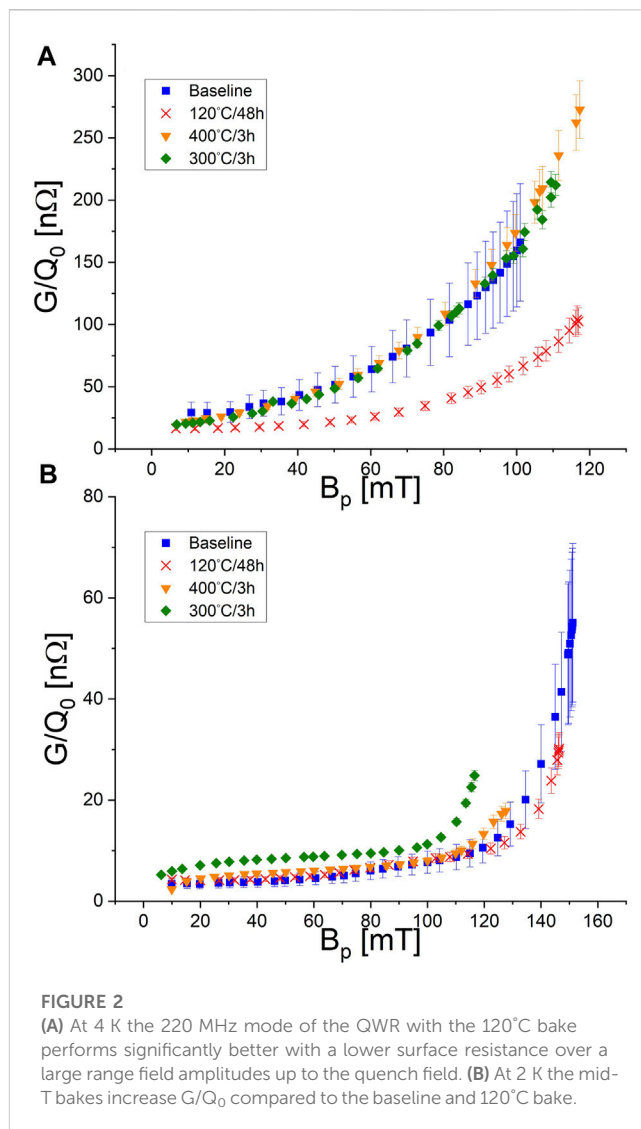 A
300
250
200
150
100
50
0
G/Q₀ [nΩ]
Baseline
120°C/48h
400°C/3h
300°C/3h
0 20 40 60 80 100 120
Bₚ [mT]
B
80
60
40
20
0
G/Q₀ [nΩ]
Baseline
120°C/48h
400°C/3h
300°C/3h
0 20 40 60 80 100 120 140 160
Bₚ [mT]
FIGURE 2
(A) At 4 K the 220 MHz mode of the QWR with the 120°C bake
performs significantly better with a lower surface resistance over a
large range field amplitudes up to the quench field. (B) At 2 K the mid-
T bakes increase G/Q₀ compared to the baseline and 120°C bake.